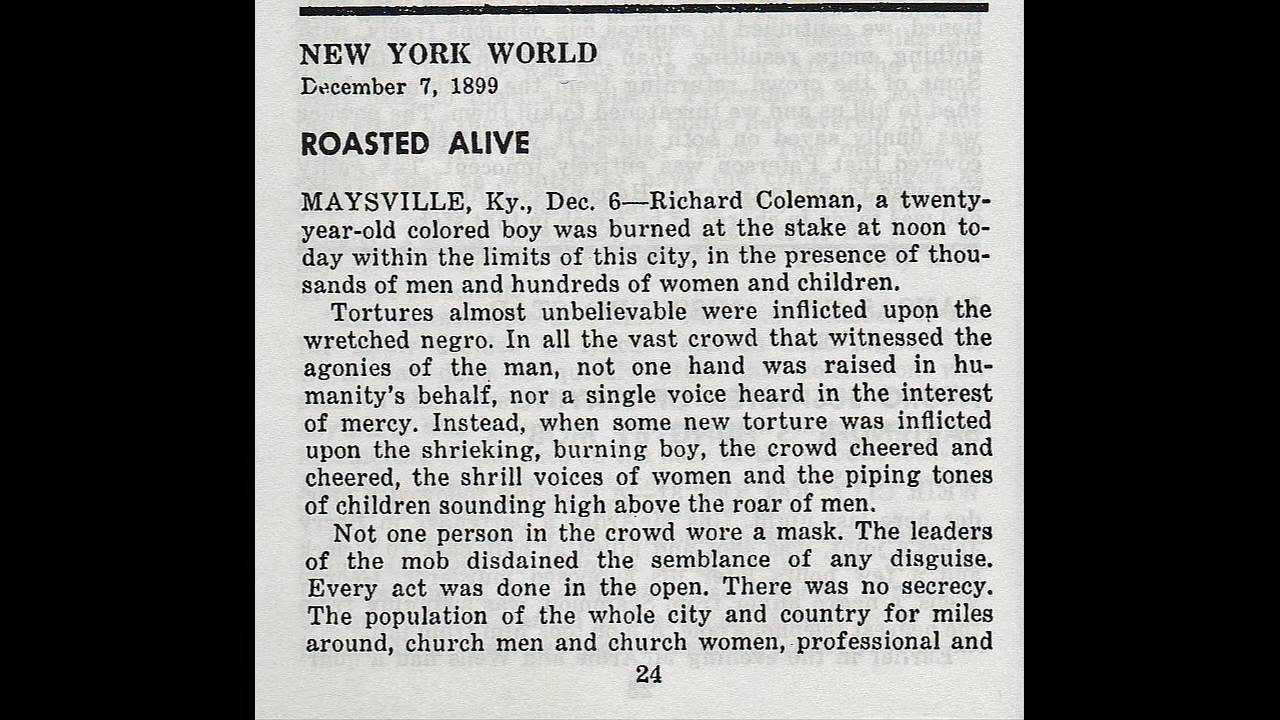 NEW YORK WORLD
December 7, 1899
ROASTED ALIVE
MAYSVILLE, Ky., Dec. 6—Richard Coleman, a twenty-
year-old colored boy was burned at the stake at noon to-
day within the limits of this city, in the presence of thou-
sands of men and hundreds of women and children.
Tortures almost unbelievable were inflicted upon the
wretched negro. In all the vast crowd that witnessed the
agonies of the man, not one hand was raised in hu-
manity's behalf, nor a single voice heard in the interest
of mercy. Instead, when some new torture was inflicted
upon the shrieking, burning boy, the crowd cheered and
cheered, the shrill voices of women and the piping tones
of children sounding high above the roar of men.
Not one person in the crowd wore a mask. The leaders
of the mob disdained the semblance of any disguise.
Every act was done in the open. There was no secrecy.
The population of the whole city and country for miles
around, church men and church women, professional and
24